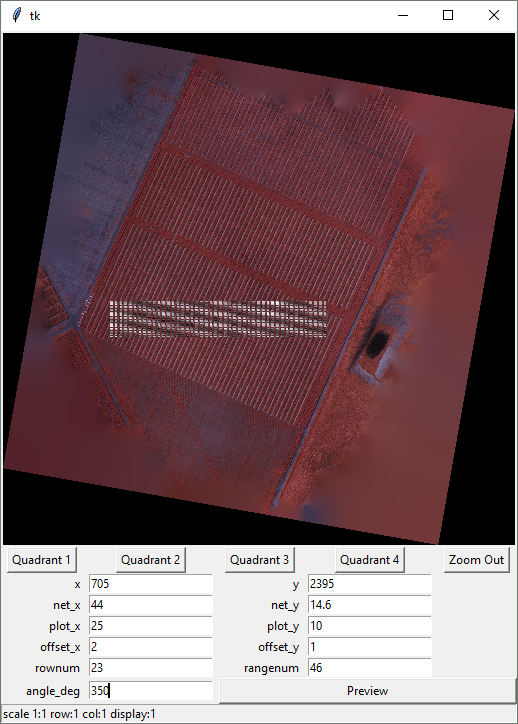 tk
Quadrant 1 Quadrant 2 Quadrant 3 Quadrant 4 Zoom Out
x 705 y 2395
net_x 44 net_y 14.6
plot_x 25 plot_y 10
offset_x 2 offset_y 1
rownum 23 rangenum 46
angle_deg 350 Preview
scale 1:1 row:1 col:1 display:1